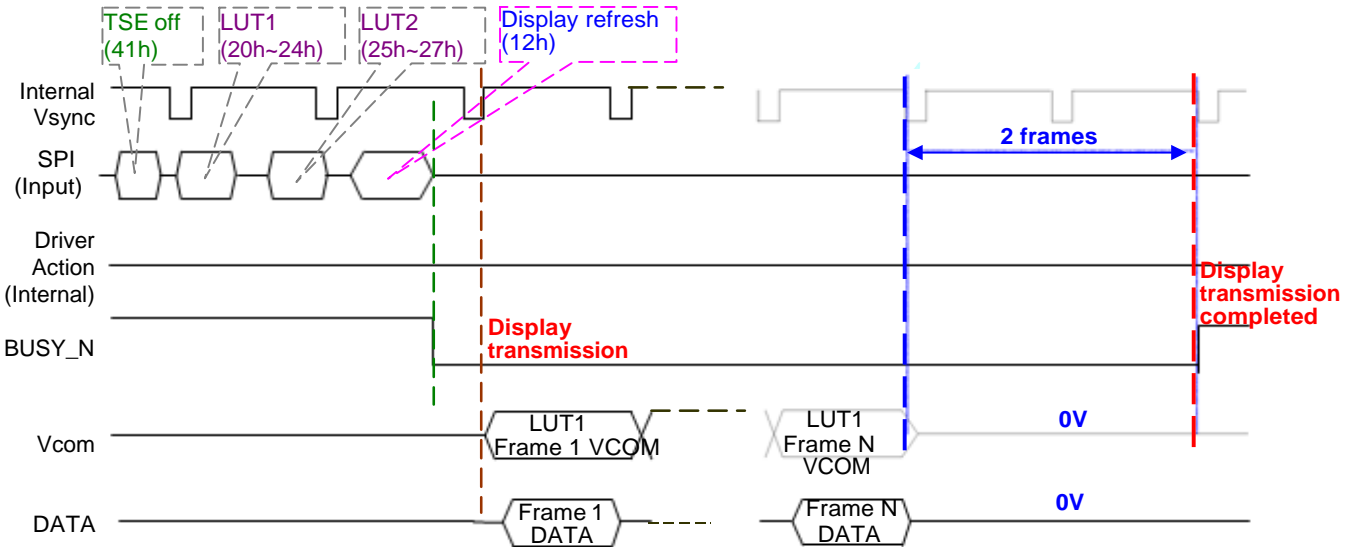 TSE off
(41h)
LUT1
(20h~24h)
LUT2
(25h~27h)
Display refresh
(12h)
Internal
Vsync
2 frames
SPI
(Input)
Driver
Action
(Internal)
Display
transmission
completed
BUSY_N
Display
transmission
Vcom
LUT1
Frame 1 VCOM
LUT1
Frame N
VCOM
0V
DATA
Frame 1
DATA
Frame N
DATA
0V